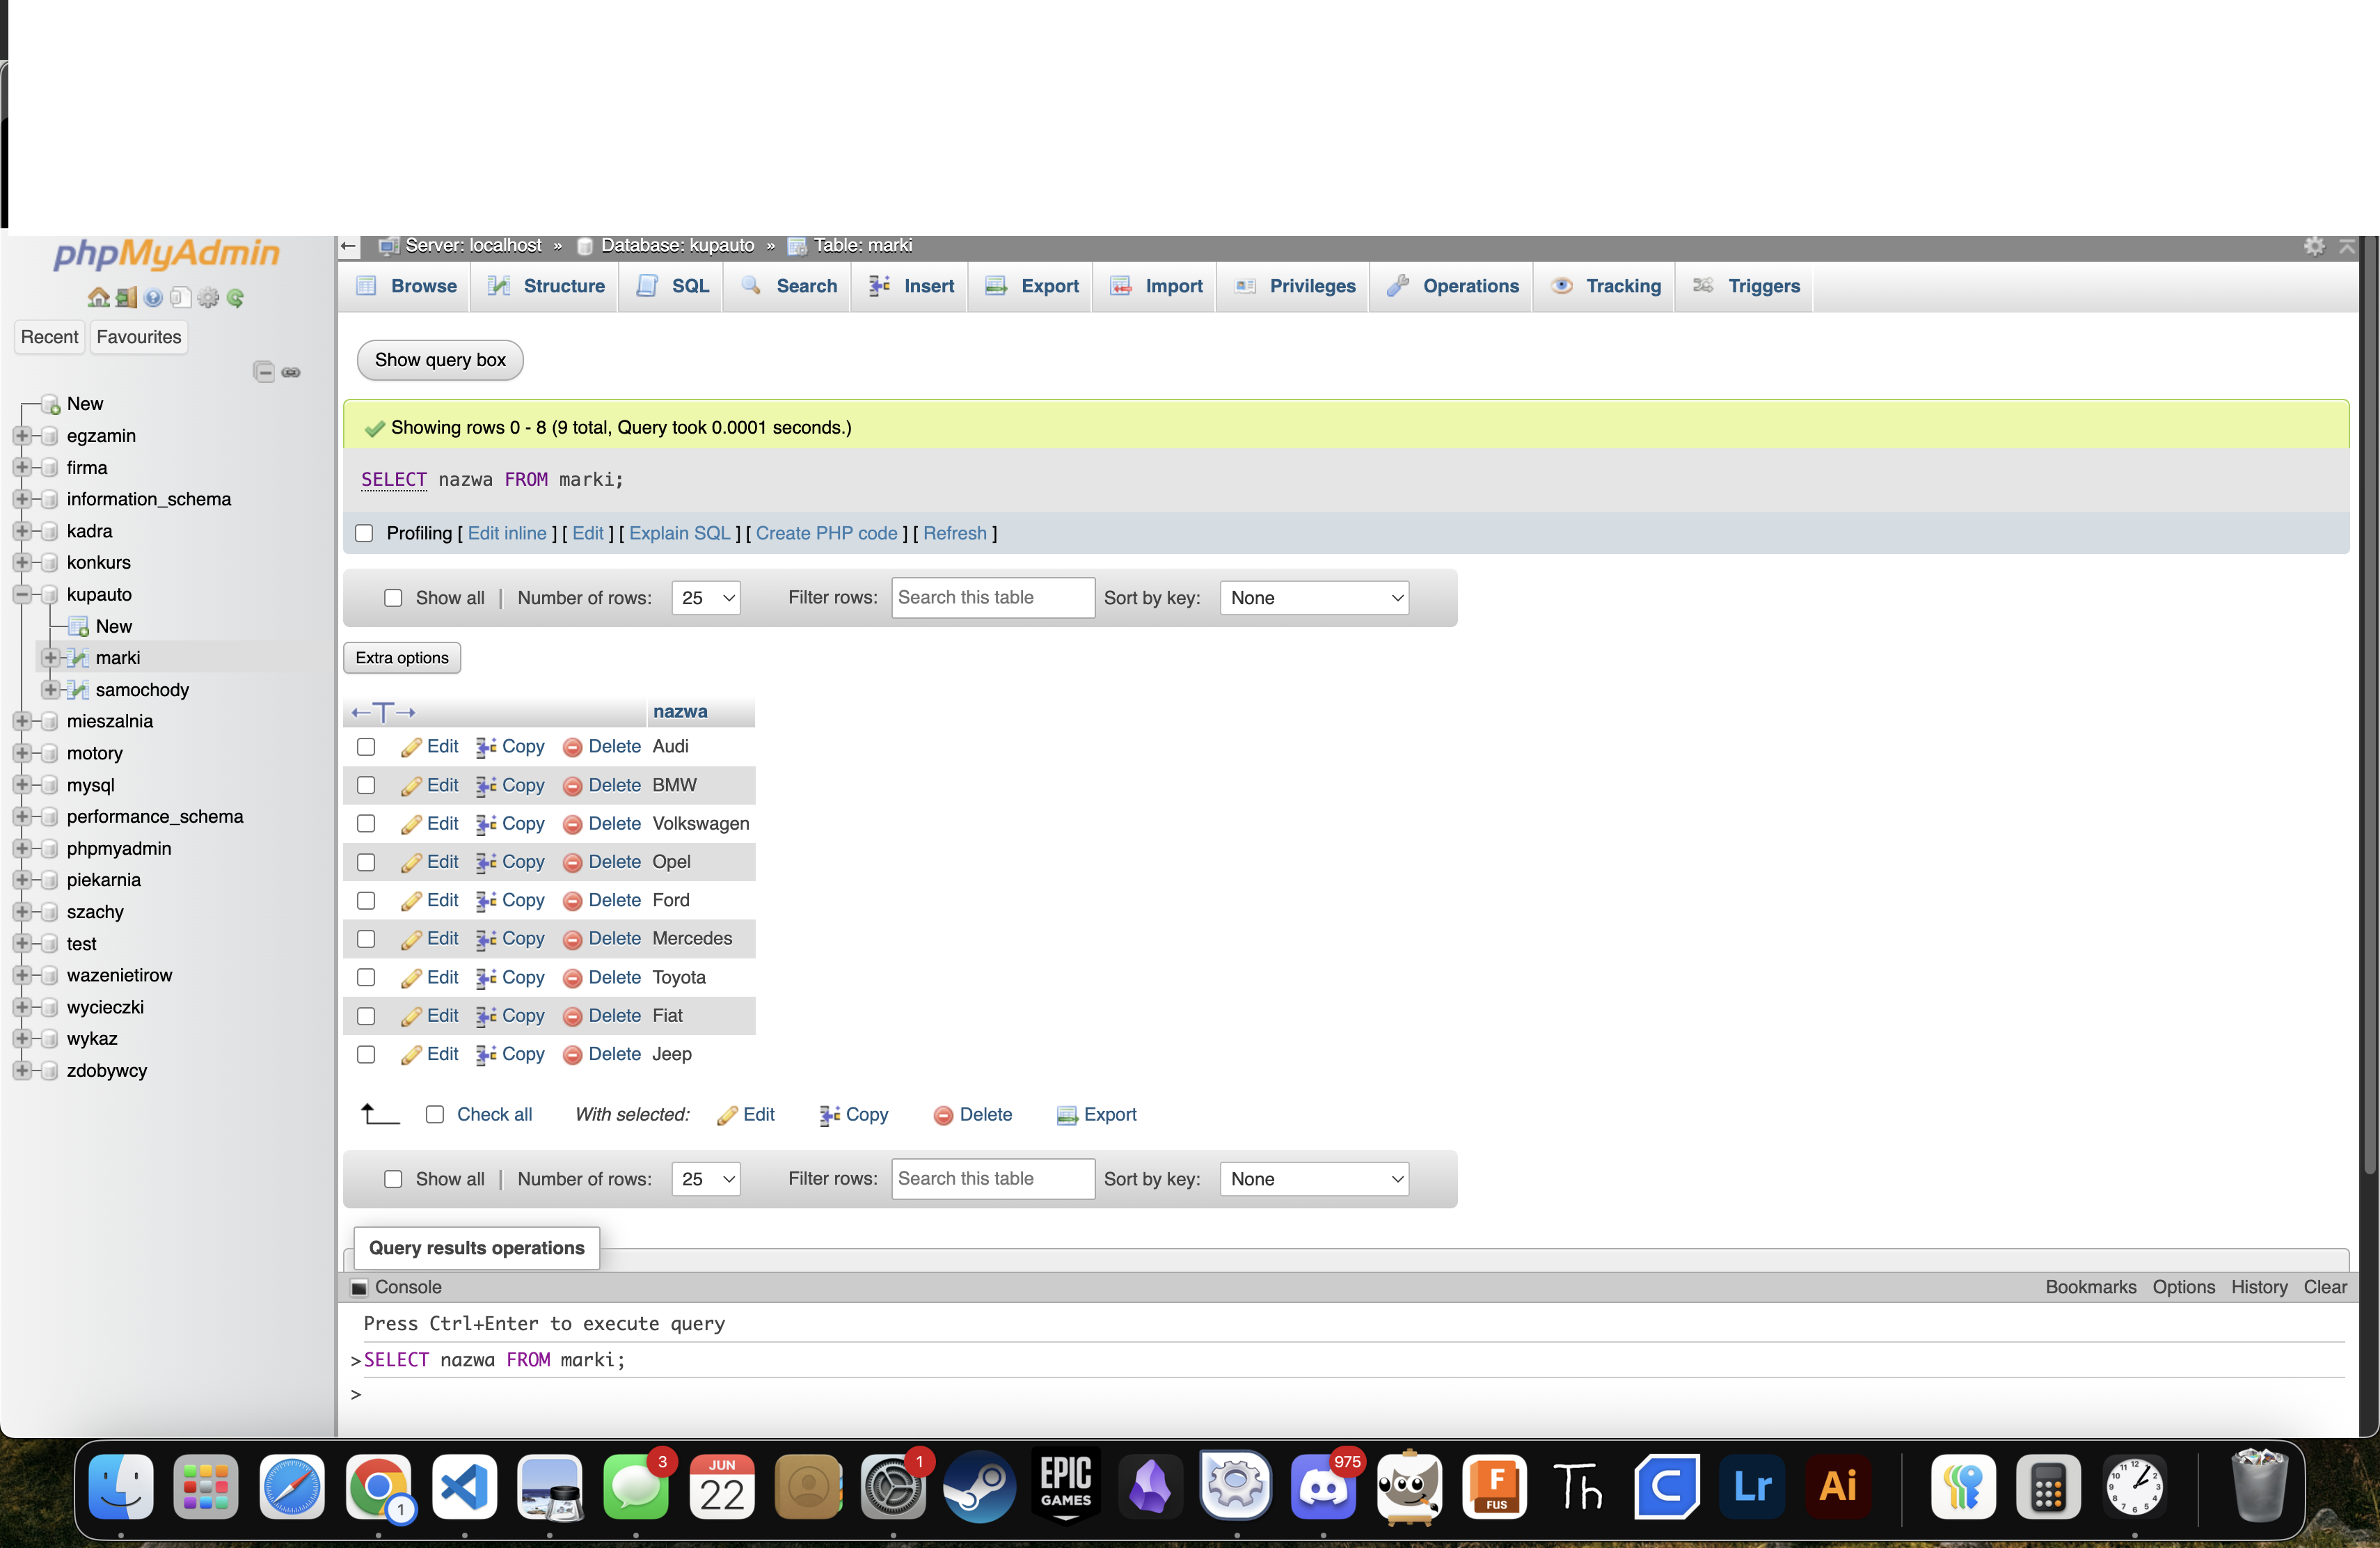 phpMyAdmin
Recent Favourites
New
egzamin
firma
information_schema
kadra
konkurs
kupauto
New
marki
samochody
mieszalnia
motory
mysql
performance_schema
phpmyadmin
piekarnia
szachy
test
wazenietirow
wycieczki
wykaz
zdobywcy
Server: localhost » Database: kupauto » Table: marki
Browse Structure SQL Search Insert Export Import Privileges Operations Tracking Triggers
Show query box
Showing rows 0 - 8 (9 total, Query took 0.0001 seconds.)
SELECT nazwa FROM marki;
Profiling [ Edit inline ] [ Edit ] [ Explain SQL ] [ Create PHP code ] [ Refresh ]
Show all | Number of rows: 25 Filter rows: Search this table Sort by key: None
Extra options
←T→ nazwa
Edit Copy Delete Audi
Edit Copy Delete BMW
Edit Copy Delete Volkswagen
Edit Copy Delete Opel
Edit Copy Delete Ford
Edit Copy Delete Mercedes
Edit Copy Delete Toyota
Edit Copy Delete Fiat
Edit Copy Delete Jeep
Check all With selected: Edit Copy Delete Export
Show all | Number of rows: 25 Filter rows: Search this table Sort by key: None
Query results operations
Console Bookmarks Options History Clear
Press Ctrl+Enter to execute query
>SELECT nazwa FROM marki;
>
1 3 JUN 22 1 EPIC GAMES 975 F FUS Th C Lr Ai